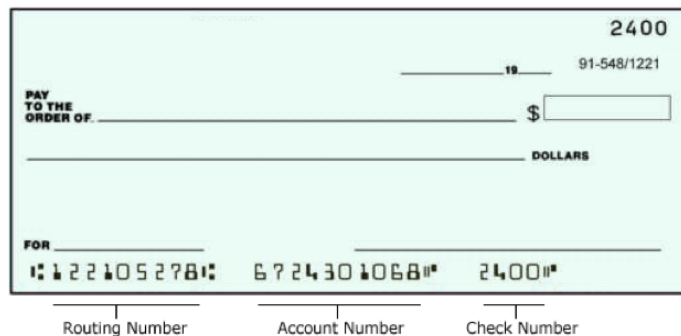 2400
19 91-548/1221
PAY
TO THE
ORDER OF $
DOLLARS
FOR
⑆122105278⑆ 6724301068⑈ 2400⑈
Routing Number Account Number Check Number